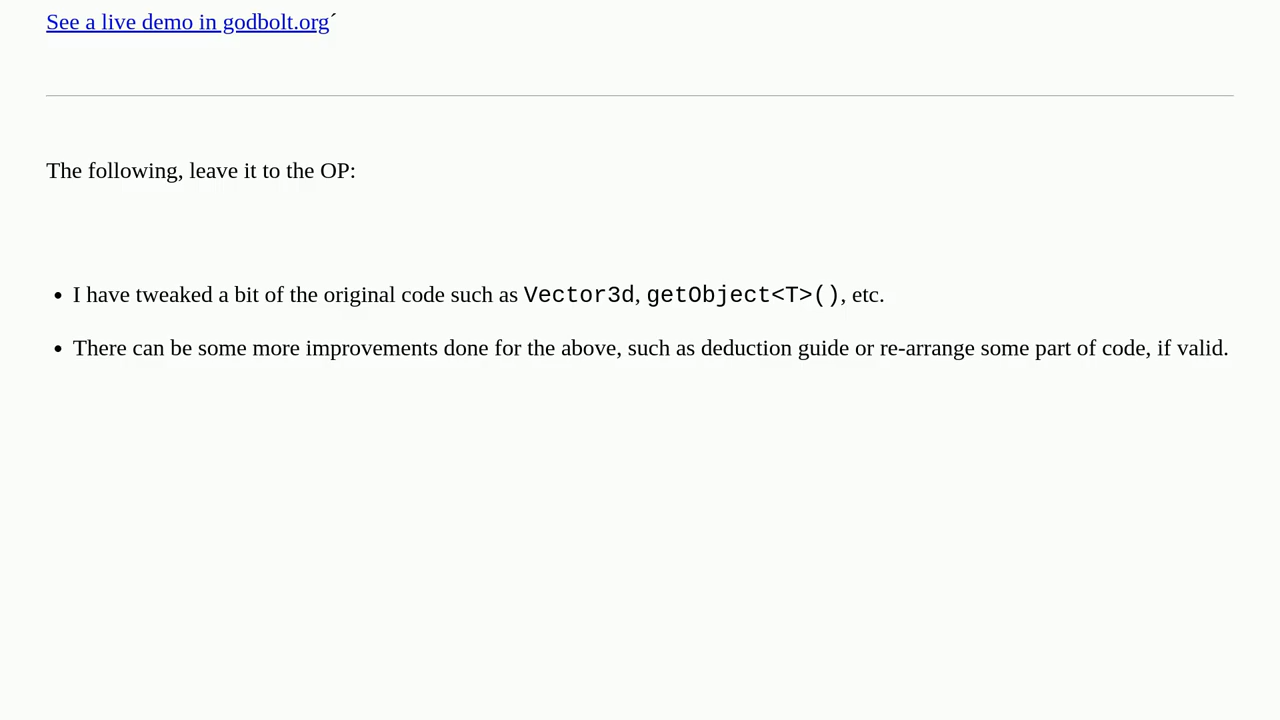 See a live demo in godbolt.org´
The following, leave it to the OP:
• I have tweaked a bit of the original code such as Vector3d, getObject<T>(), etc.
• There can be some more improvements done for the above, such as deduction guide or re-arrange some part of code, if valid.